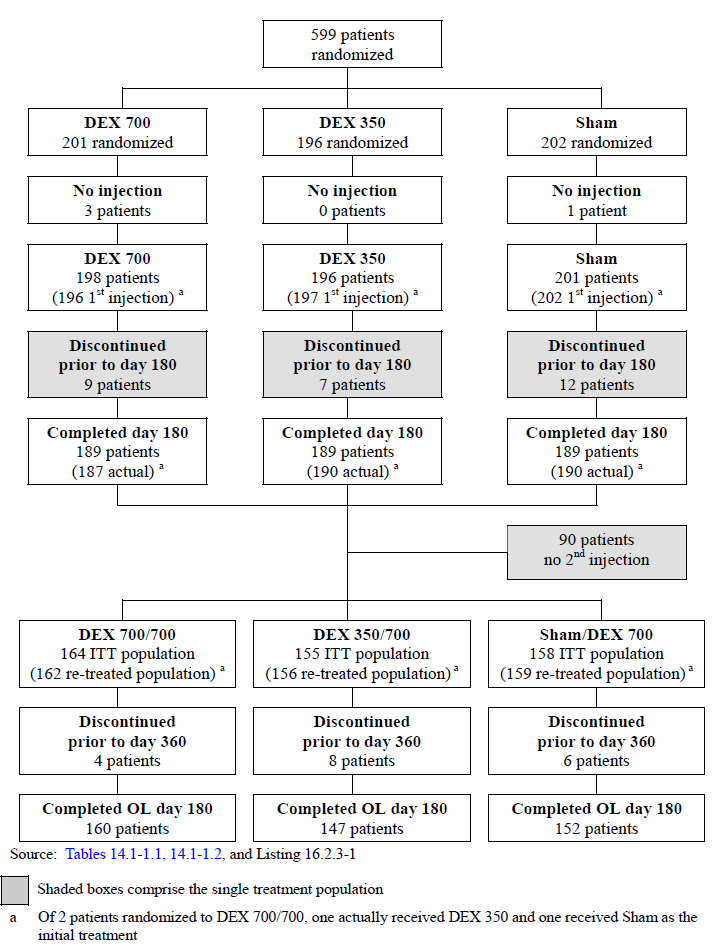 599 patients
randomized
DEX 700
201 randomized
DEX 350
196 randomized
Sham
202 randomized
No injection
3 patients
No injection
0 patients
No injection
1 patient
DEX 700
198 patients
(196 1st injection) a
DEX 350
196 patients
(197 1st injection) a
Sham
201 patients
(202 1st injection) a
Discontinued
prior to day 180
9 patients
Discontinued
prior to day 180
7 patients
Discontinued
prior to day 180
12 patients
Completed day 180
189 patients
(187 actual) a
Completed day 180
189 patients
(190 actual) a
Completed day 180
189 patients
(190 actual) a
90 patients
no 2nd injection
DEX 700/700
164 ITT population
(162 re-treated population) a
DEX 350/700
155 ITT population
(156 re-treated population) a
Sham/DEX 700
158 ITT population
(159 re-treated population) a
Discontinued
prior to day 360
4 patients
Discontinued
prior to day 360
8 patients
Discontinued
prior to day 360
6 patients
Completed OL day 180
160 patients
Completed OL day 180
147 patients
Completed OL day 180
152 patients
Source: Tables 14.1-1.1, 14.1-1.2, and Listing 16.2.3-1
Shaded boxes comprise the single treatment population
a Of 2 patients randomized to DEX 700/700, one actually received DEX 350 and one received Sham as the
initial treatment